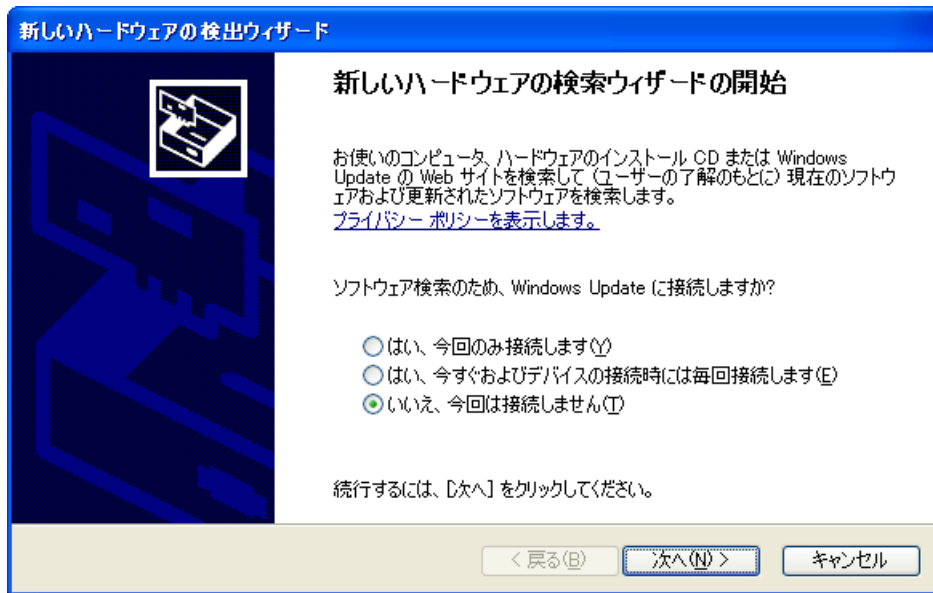 新しいハードウェアの検出ウィザード
新しいハードウェアの検索ウィザードの開始
お使いのコンピュータ、ハードウェアのインストール CD または Windows
Update の Web サイトを検索して (ユーザーの了解のもとに) 現在のソフトウ
ェアおよび更新されたソフトウェアを検索します。
プライバシー ポリシーを表示します。
ソフトウェア検索のため、Windows Update に接続しますか?
はい、今回のみ接続します(Y)
はい、今すぐおよびデバイスの接続時には毎回接続します(E)
いいえ、今回は接続しません(T)
続行するには、[次へ] をクリックしてください。
< 戻る(B)
次へ(N) >
キャンセル